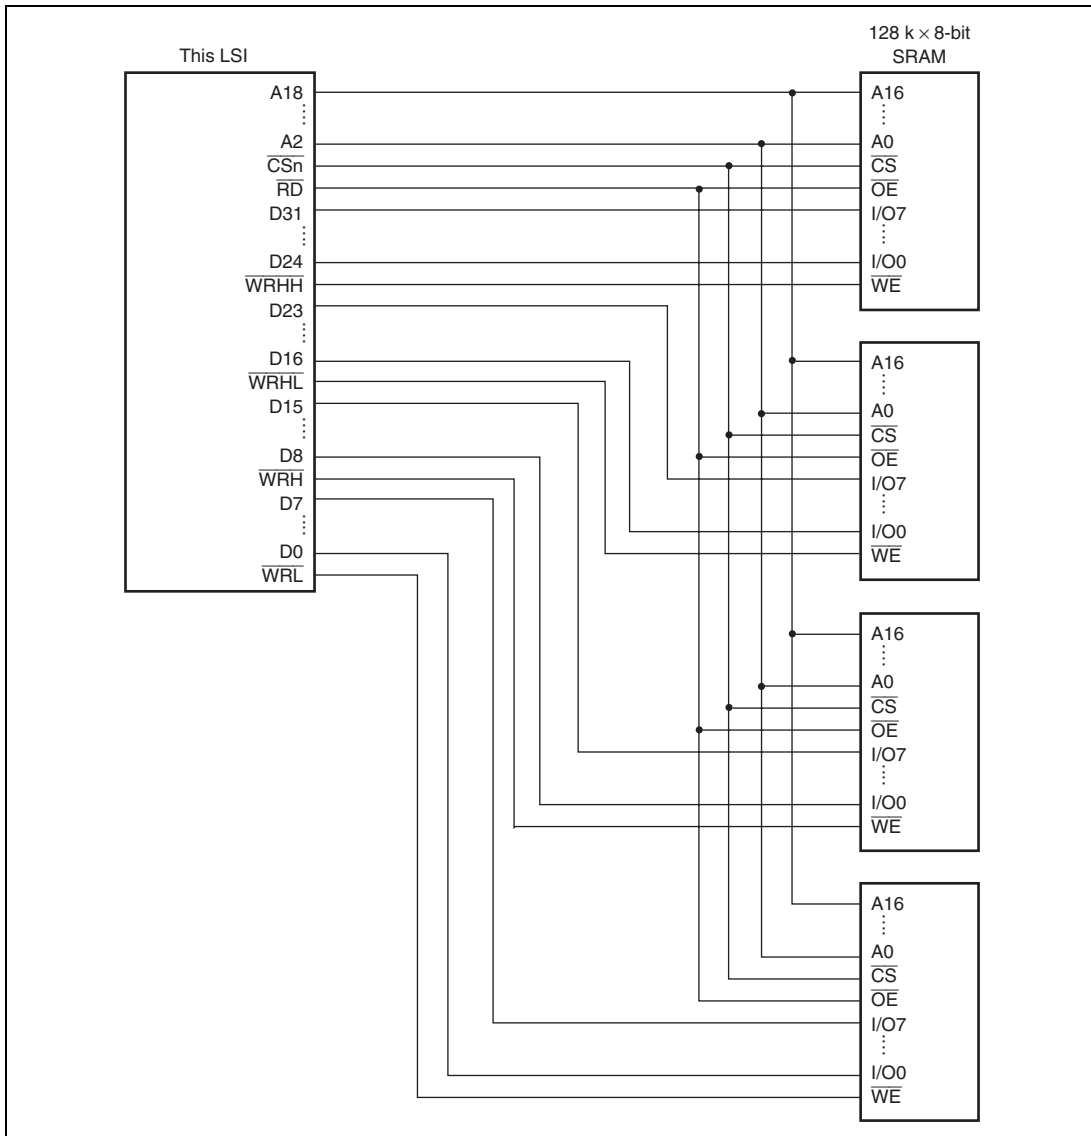 This LSI
A18
A2
CSn
RD
D31
D24
WRHH
D23
D16
WRHL
D15
D8
WRH
D7
D0
WRL
128 k × 8-bit
SRAM
A16
A0
CS
OE
I/O7
I/O0
WE
A16
A0
CS
OE
I/O7
I/O0
WE
A16
A0
CS
OE
I/O7
I/O0
WE
A16
A0
CS
OE
I/O7
I/O0
WE